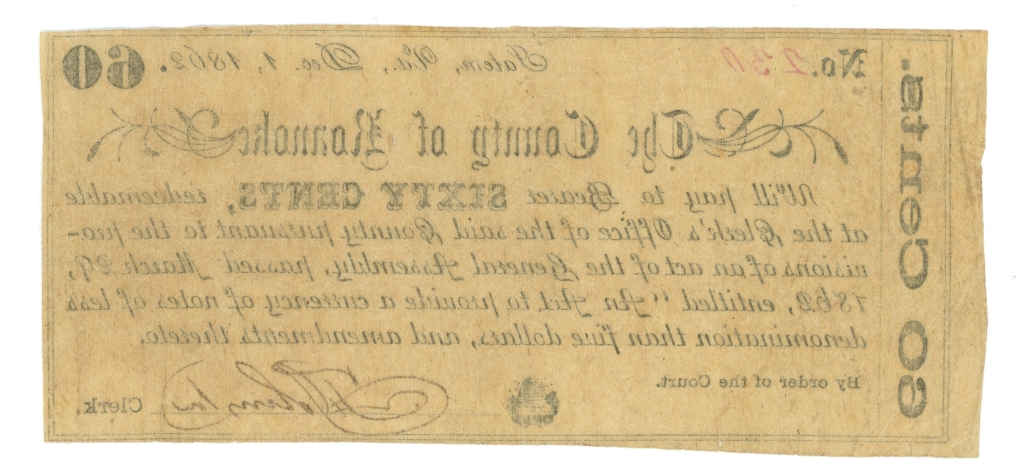 No. 230 Salem, Va., Dec. 1, 1862. 60
The County of Roanoke
Will pay to Bearer SIXTY CENTS, redeemable
at the Clerk's Office of the said County pursuant to the pro-
visions of an act of the General Assembly, passed March 29,
1862, entitled "An Act to provide a currency of notes of less
denomination than five dollars, and amendments thereto.
By order of the Court.
Clerk.
60 Cents.